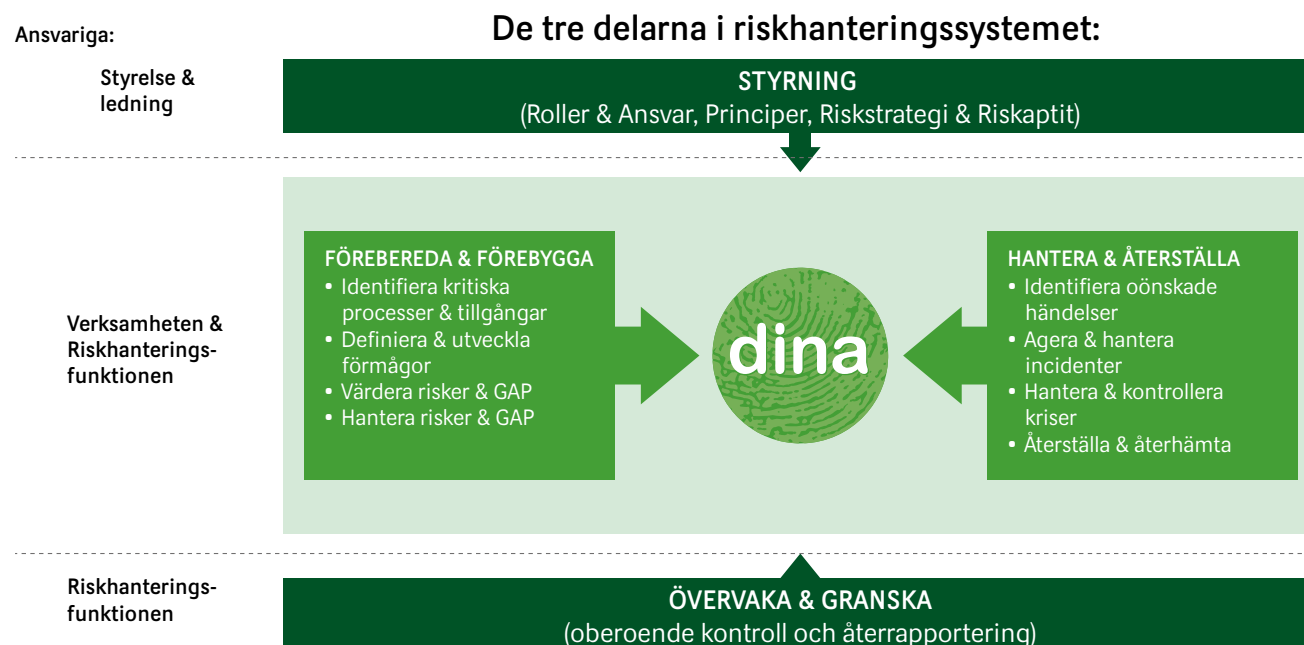 Ansvariga:
De tre delarna i riskhanteringssystemet:
Styrelse &
ledning
STYRNING
(Roller & Ansvar, Principer, Riskstrategi & Riskaptit)
Verksamheten &
Riskhanterings-
funktionen
FÖREBEREDA & FÖREBYGGA
• Identifiera kritiska
processer & tillgångar
• Definiera & utveckla
förmågor
• Värdera risker & GAP
• Hantera risker & GAP
dina
HANTERA & ÅTERSTÄLLA
• Identifiera oönskade
händelser
• Agera & hantera
incidenter
• Hantera & kontrollera
kriser
• Återställa & återhämta
Riskhanterings-
funktionen
ÖVERVAKA & GRANSKA
(oberoende kontroll och återrapportering)